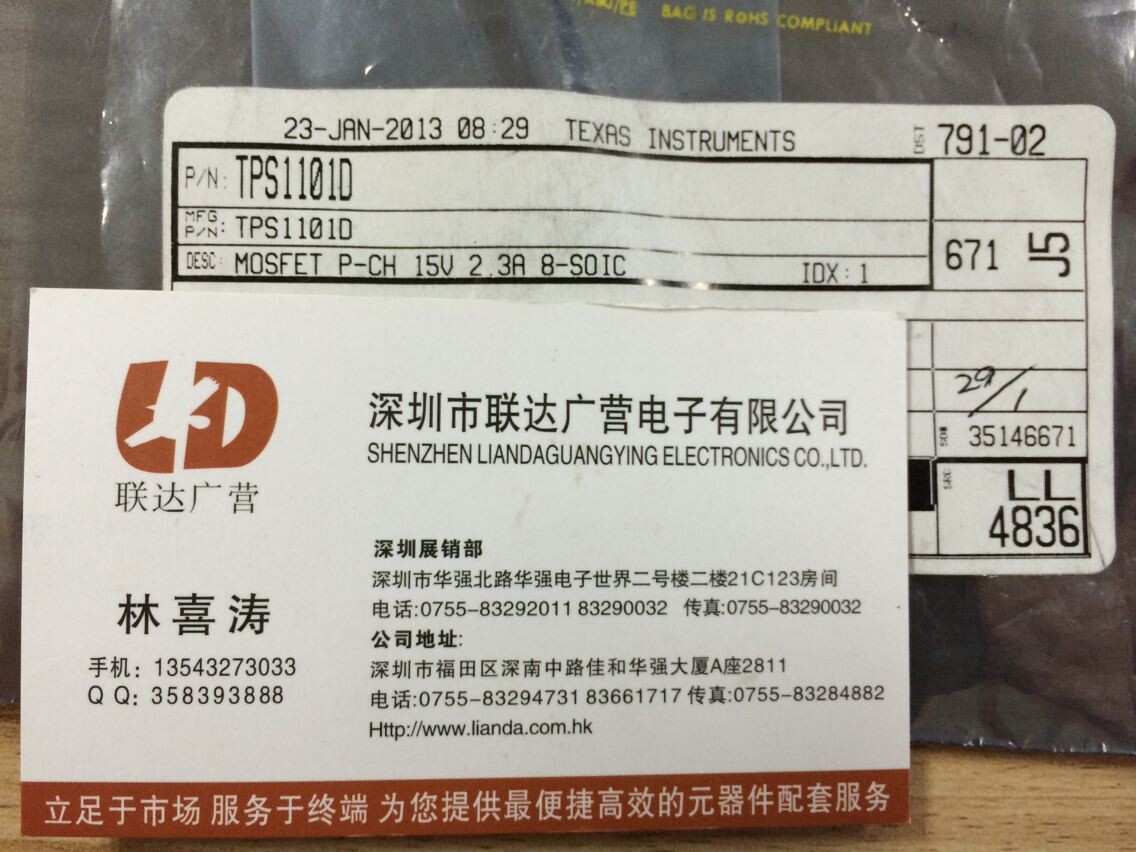 BAG IS ROHS COMPLIANT
23-JAN-2013 08:29 TEXAS INSTRUMENTS
DST 791-02
P/N: TPS1101D
MFG P/N: TPS1101D
DESC: MOSFET P-CH 15V 2.3A 8-SOIC IDX: 1
671 J5
29/1
SO# 35146671
SRC LL
4836
LD
联达广营
深圳市联达广营电子有限公司
SHENZHEN LIANDAGUANGYING ELECTRONICS CO.,LTD.
林喜涛
手机: 13543273033
Q Q: 358393888
深圳展销部
深圳市华强北路华强电子世界二号楼二楼21C123房间
电话:0755-83292011 83290032 传真:0755-83290032
公司地址:
深圳市福田区深南中路佳和华强大厦A座2811
电话:0755-83294731 83661717 传真:0755-83284882
Http://www.lianda.com.hk
立足于市场 服务于终端 为您提供最便捷高效的元器件配套服务